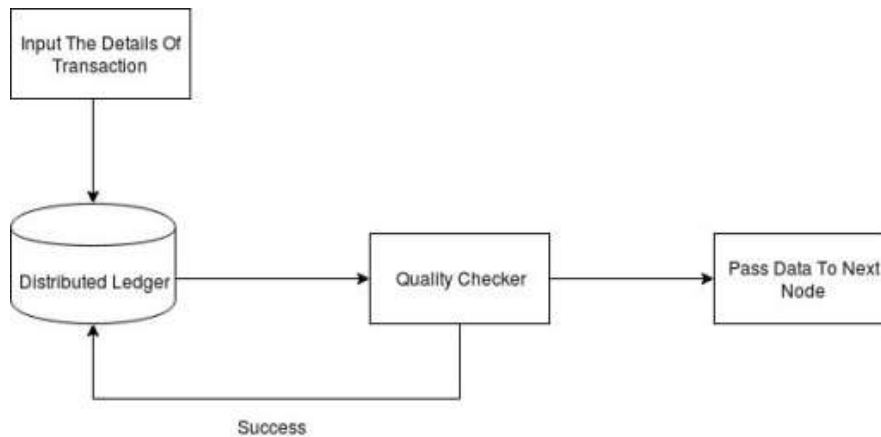 Input The Details Of
Transaction
Distributed Ledger
Quality Checker
Pass Data To Next
Node
Success